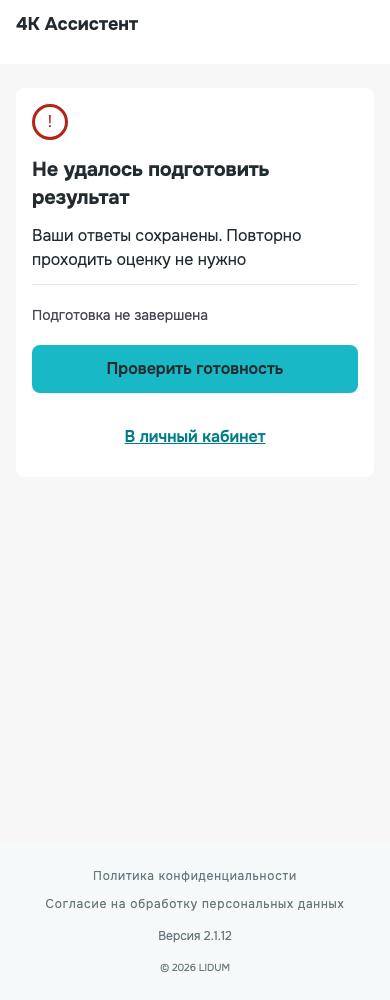 4К Ассистент
!
Не удалось подготовить
результат
Ваши ответы сохранены. Повторно
проходить оценку не нужно
Подготовка не завершена
Проверить готовность
В личный кабинет
Политика конфиденциальности
Согласие на обработку персональных данных
Версия 2.1.12
© 2026 LIDUM